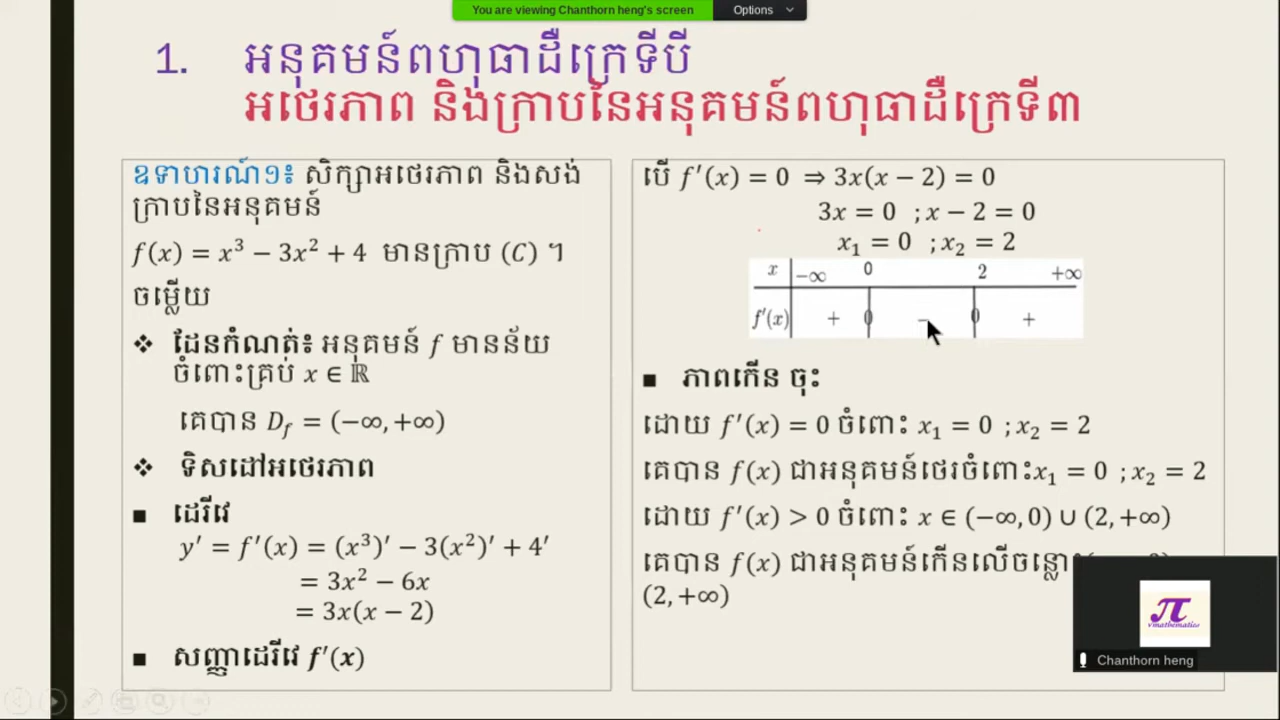 You are viewing Chanthorn heng's screen
Options
1. អនុគមន៍ពហុធាដឺក្រេទីបី
អថេរភាព និងក្រាបនៃអនុគមន៍ពហុធាដឺក្រេទី៣
ឧទាហរណ៍១៖ សិក្សាអថេរភាព និងសង់
ក្រាបនៃអនុគមន៍
f(x) = x³ − 3x² + 4 មានក្រាប (C) ។
ចម្លើយ
❖ ដែនកំណត់៖ អនុគមន៍ f មានន័យ
ចំពោះគ្រប់ x ∈ ℝ
គេបាន D_f = (−∞, +∞)
❖ ទិសដៅអថេរភាព
■ ដេរីវេ
y′ = f′(x) = (x³)′ − 3(x²)′ + 4′
= 3x² − 6x
= 3x(x − 2)
■ សញ្ញាដេរីវេ f′(x)
បើ f′(x) = 0 ⇒ 3x(x − 2) = 0
3x = 0 ; x − 2 = 0
x₁ = 0 ; x₂ = 2
x −∞ 0 2 +∞
f′(x) + 0 − 0 +
■ ភាពកើន ចុះ
ដោយ f′(x) = 0 ចំពោះ x₁ = 0 ; x₂ = 2
គេបាន f(x) ជាអនុគមន៍ថេរចំពោះx₁ = 0 ; x₂ = 2
ដោយ f′(x) > 0 ចំពោះ x ∈ (−∞, 0) ∪ (2, +∞)
គេបាន f(x) ជាអនុគមន៍កើនលើ
(2, +∞)
π
Vmathematics
Chanthorn heng